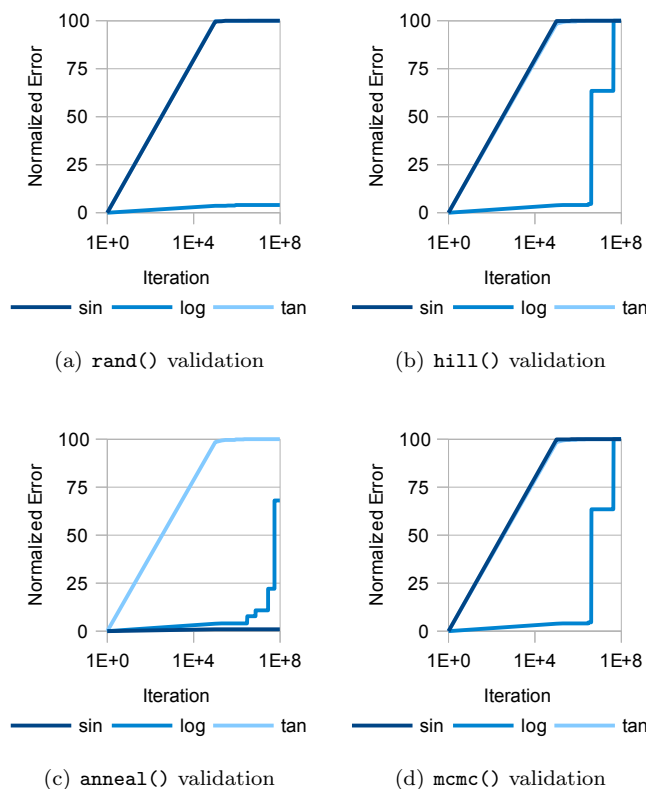 100
75
50
25
0
Normalized Error
1E+0 1E+4 1E+8
Iteration
sin log tan
(a) rand() validation
100
75
50
25
0
Normalized Error
1E+0 1E+4 1E+8
Iteration
sin log tan
(b) hill() validation
100
75
50
25
0
Normalized Error
1E+0 1E+4 1E+8
Iteration
sin log tan
(c) anneal() validation
100
75
50
25
0
Normalized Error
1E+0 1E+4 1E+8
Iteration
sin log tan
(d) mcmc() validation